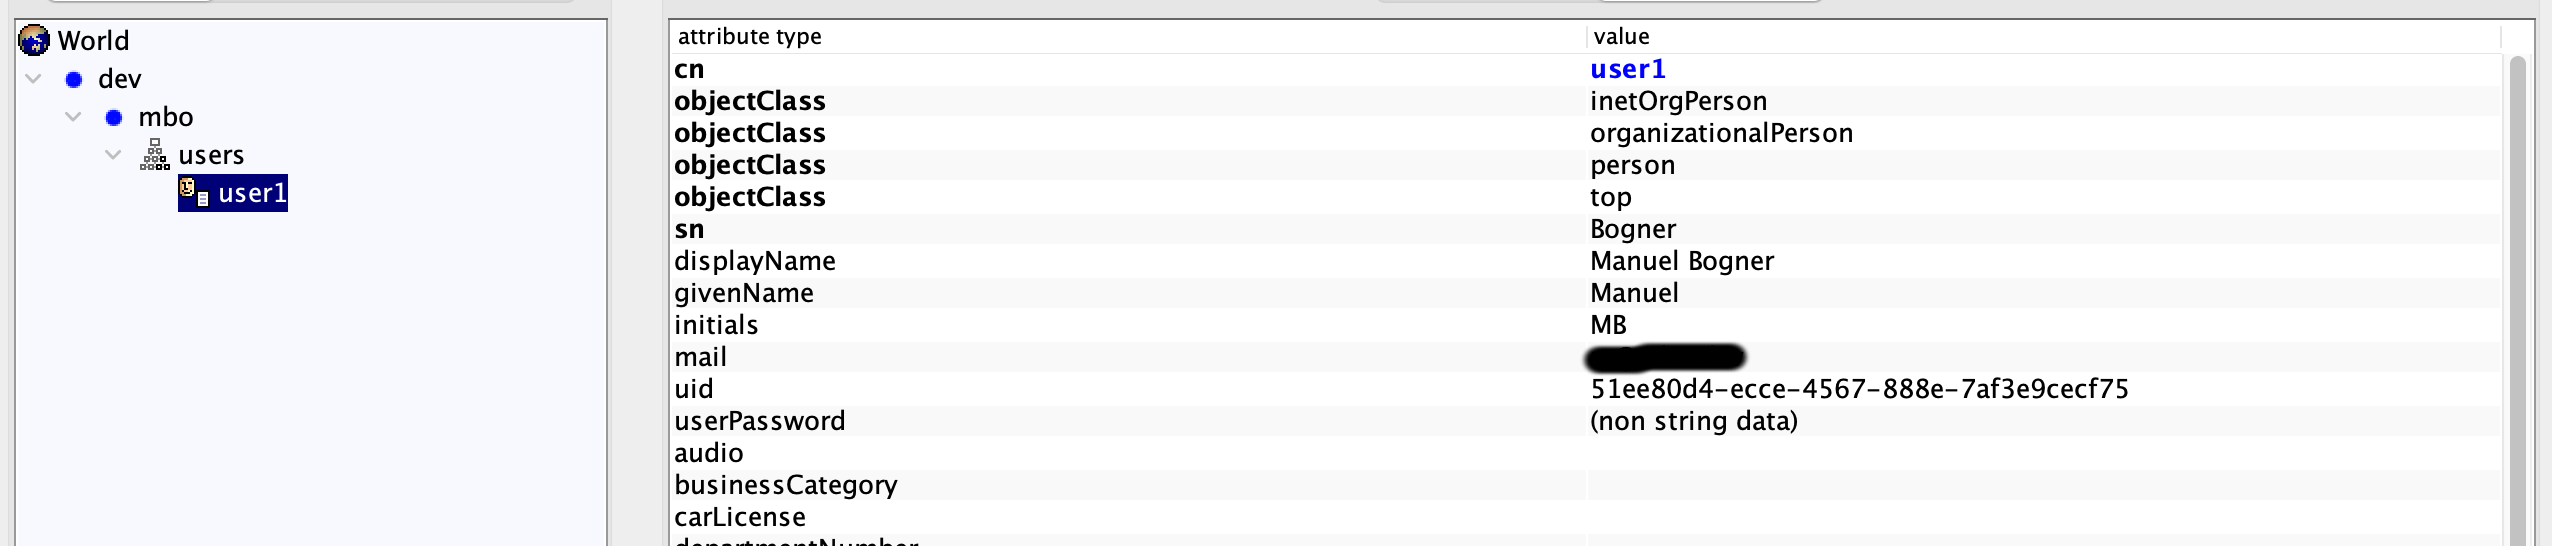 World
dev
mbo
users
user1
attribute type value
cn user1
objectClass inetOrgPerson
objectClass organizationalPerson
objectClass person
objectClass top
sn Bogner
displayName Manuel Bogner
givenName Manuel
initials MB
mail
uid 51ee80d4-ecce-4567-888e-7af3e9cecf75
userPassword (non string data)
audio
businessCategory
carLicense
departmentNumber